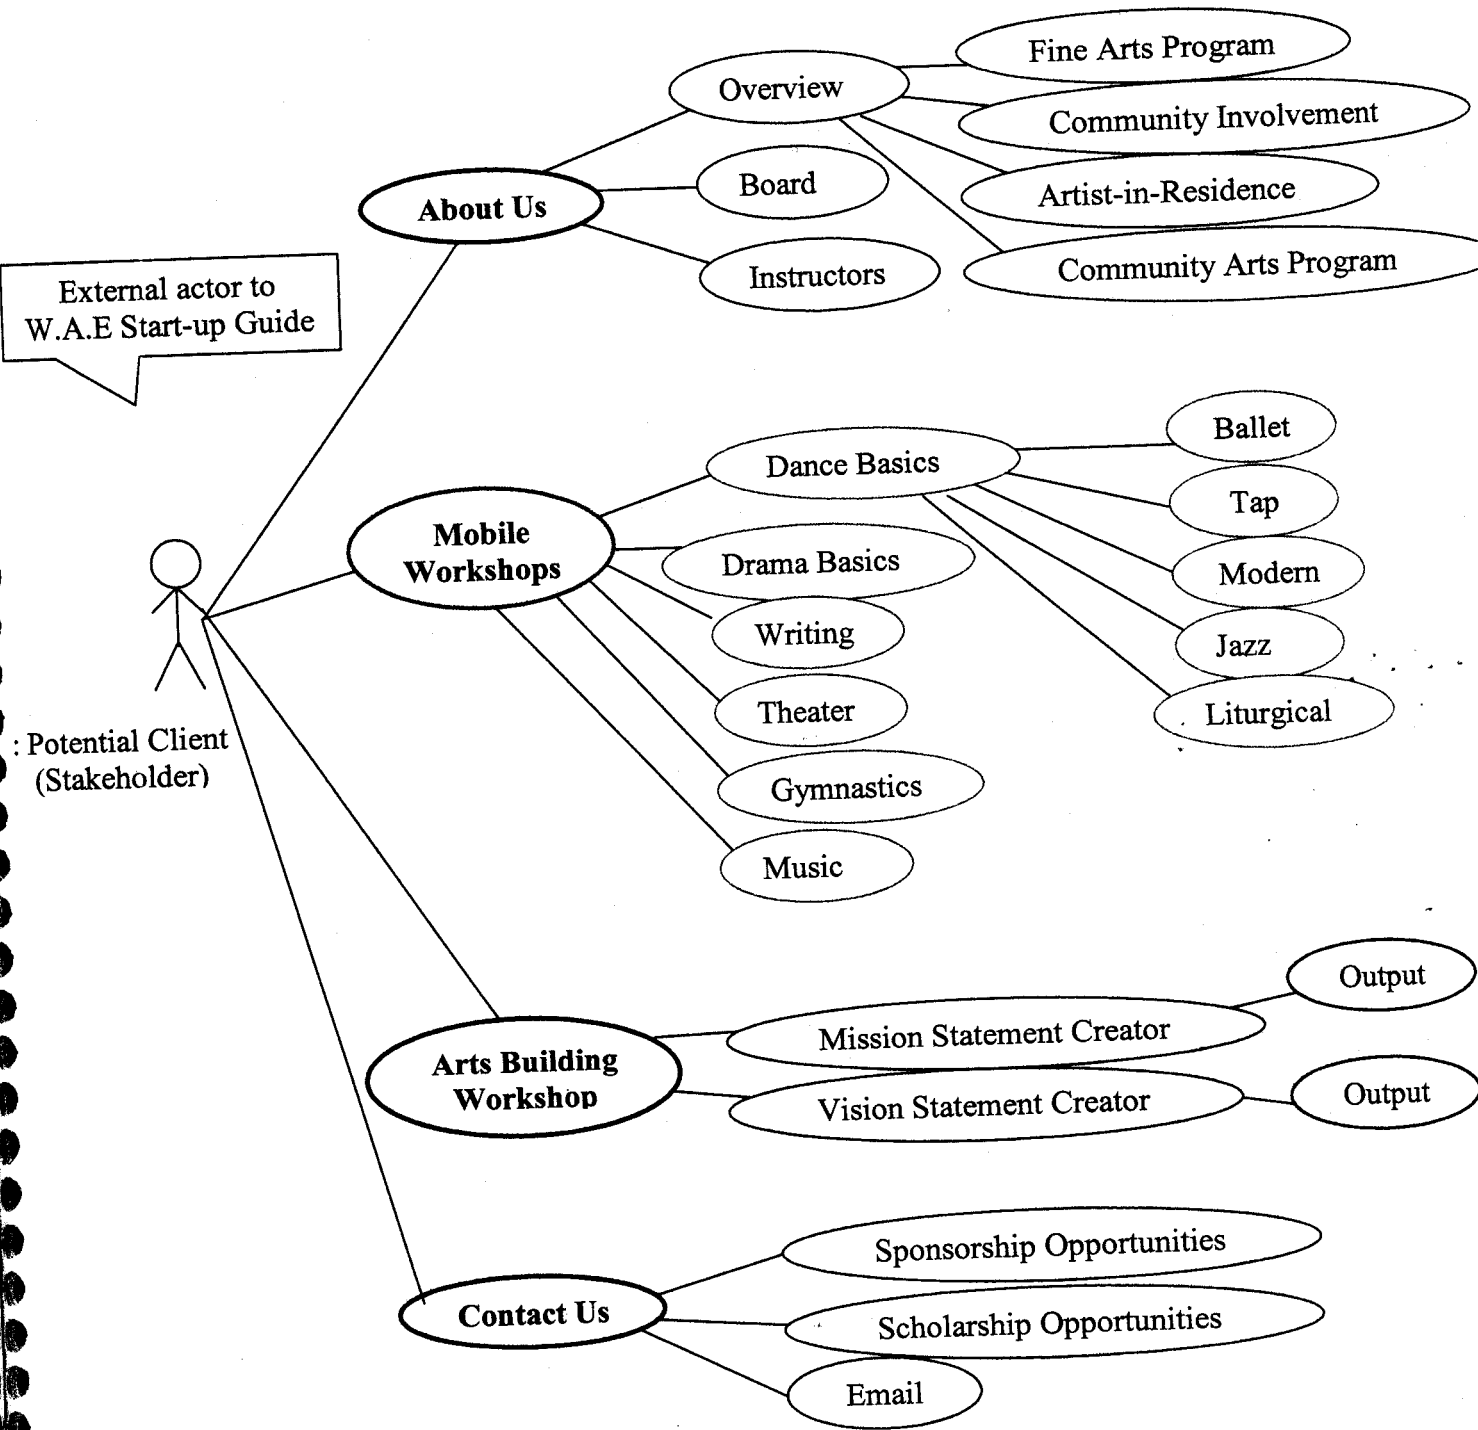 Fine Arts Program
Overview
Community Involvement
Board
Artist-in-Residence
About Us
Instructors
Community Arts Program
External actor to
W.A.E Start-up Guide
Ballet
Dance Basics
Tap
Mobile
Workshops
Drama Basics
Modern
Writing
Jazz
Theater
Liturgical
: Potential Client
(Stakeholder)
Gymnastics
Music
Output
Mission Statement Creator
Arts Building
Workshop
Vision Statement Creator
Output
Sponsorship Opportunities
Contact Us
Scholarship Opportunities
Email